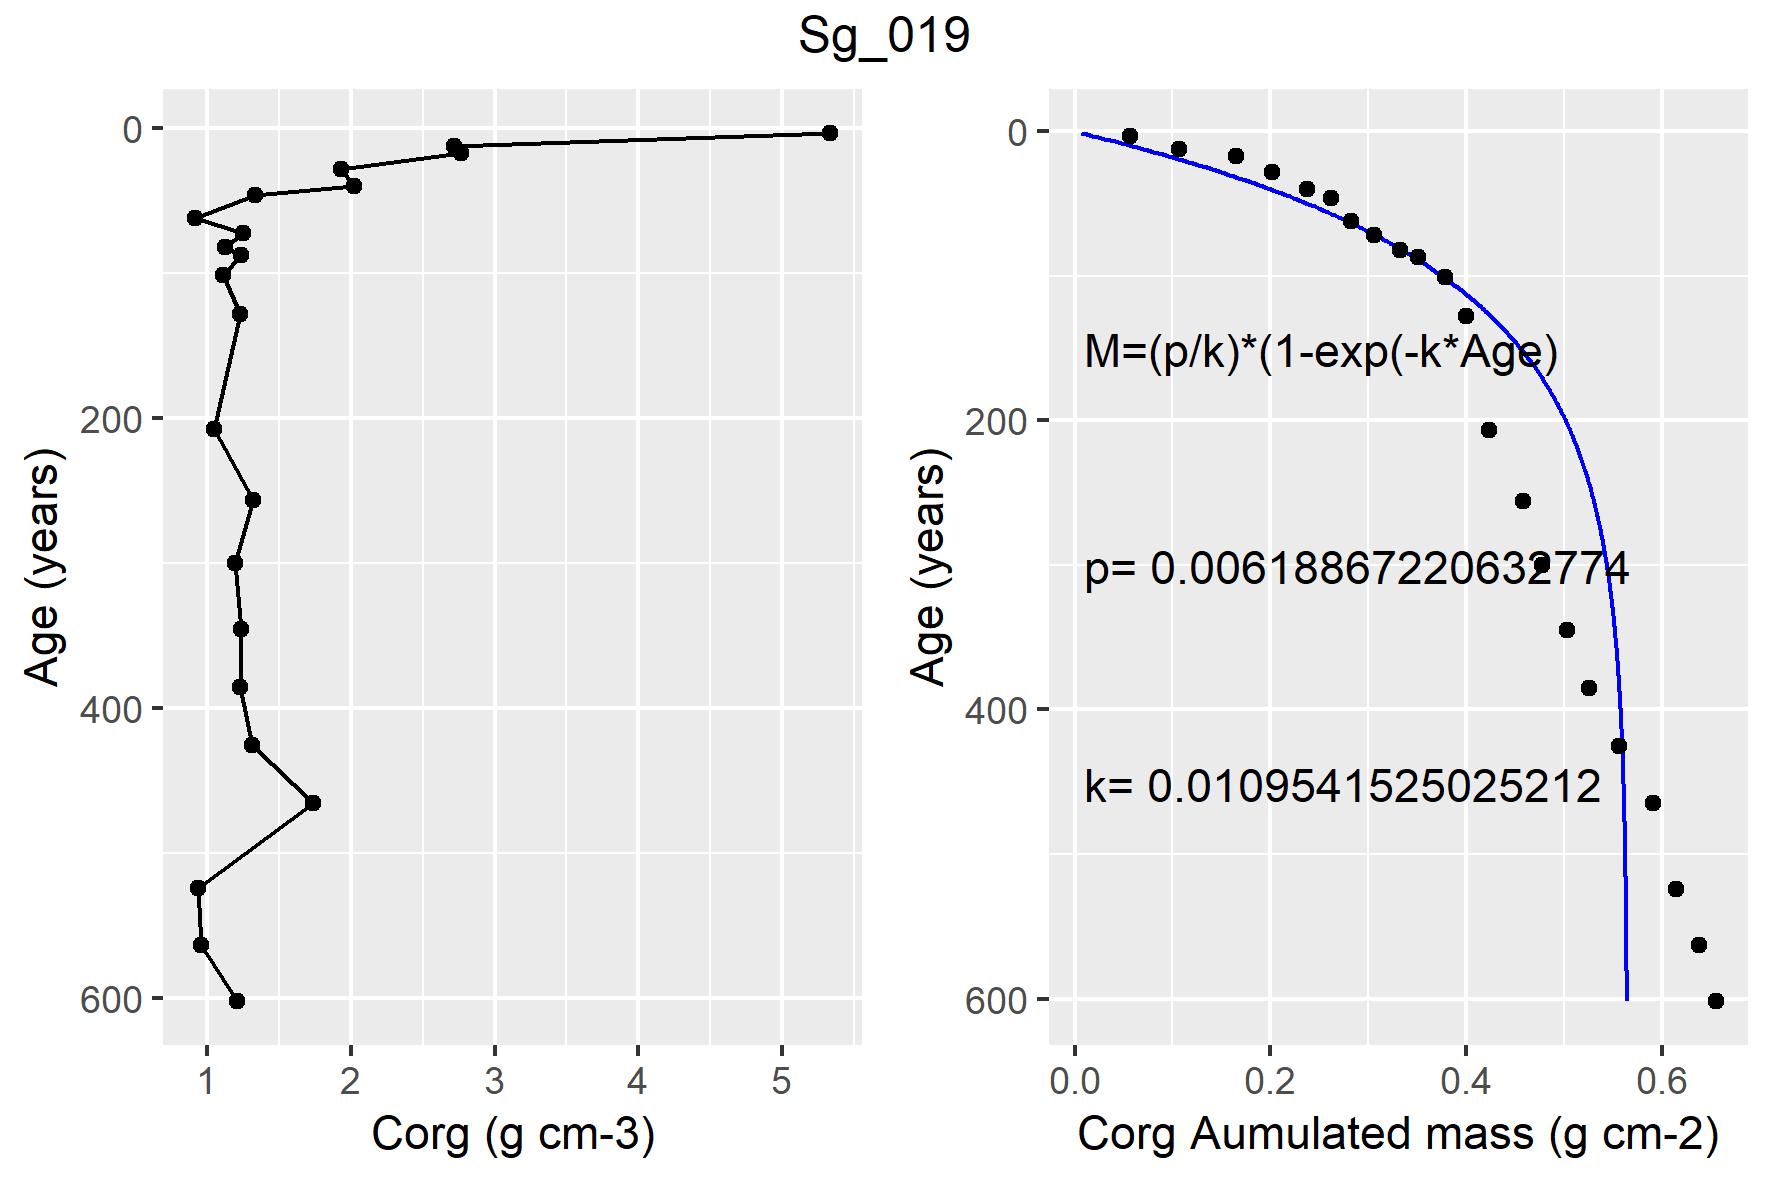 Sg_019
0
200
400
600
Age (years)
1 2 3 4 5
Corg (g cm-3)
0
200
400
600
Age (years)
M=(p/k)*(1-exp(-k*Age)
p= 0.00618867220632774
k= 0.0109541525025212
0.0 0.2 0.4 0.6
Corg Aumulated mass (g cm-2)